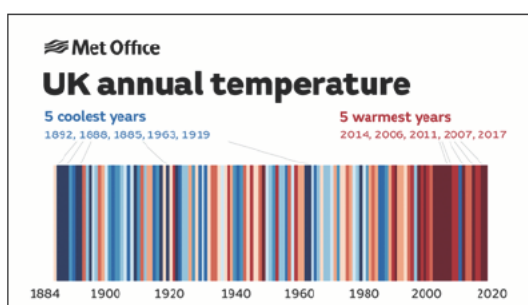 Met Office
UK annual temperature
5 coolest years
1892, 1888, 1885, 1963, 1919
5 warmest years
2014, 2006, 2011, 2007, 2017
1884 1900 1920 1940 1960 1980 2000 2020